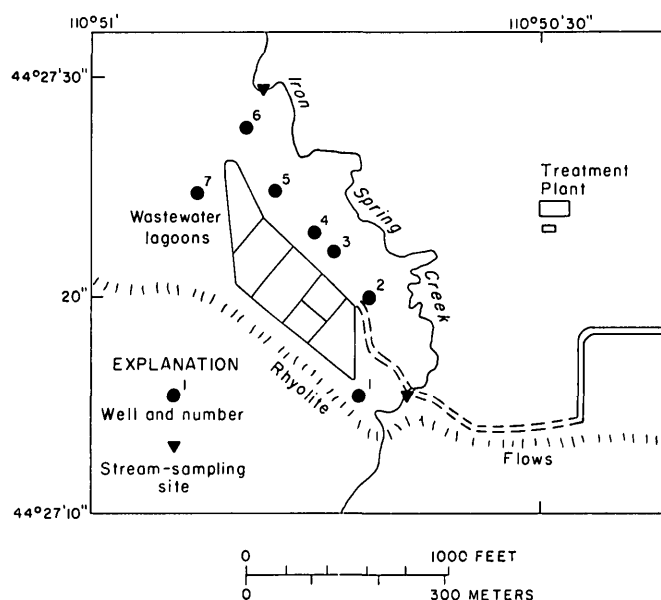 110°51'
110°50'30"
44°27'30"
Iron
6
7
5
Treatment
Plant
Wastewater
lagoons
4
3
Spring
Creek
2
20"
EXPLANATION
1
Well and number
Stream-sampling
site
Rhyolite
1
Flows
44°27'10"
0 1000 FEET
0 300 METERS